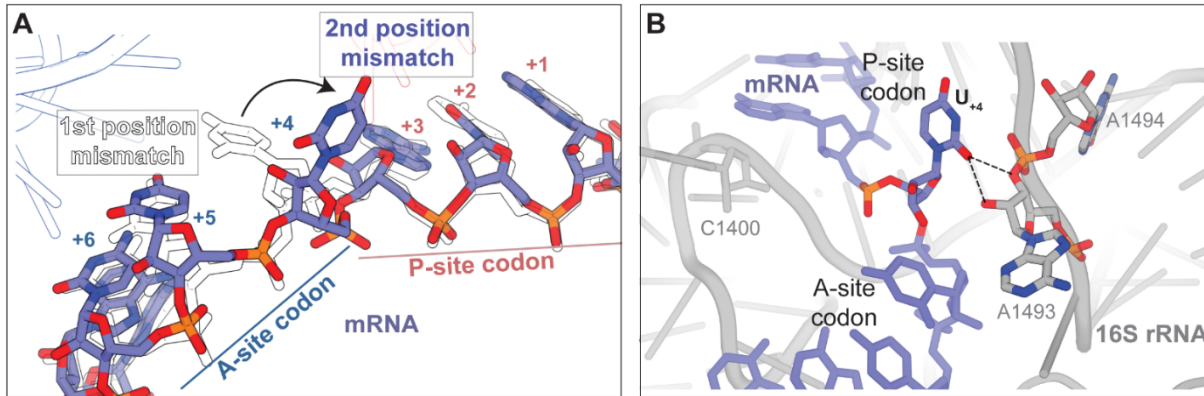 A
2nd position
mismatch
+1
+2
+3
+4
1st position
mismatch
+5
+6
P-site codon
A-site codon
mRNA
B
P-site
codon
mRNA
U+4
A1494
C1400
A-site
codon
A1493
16S rRNA